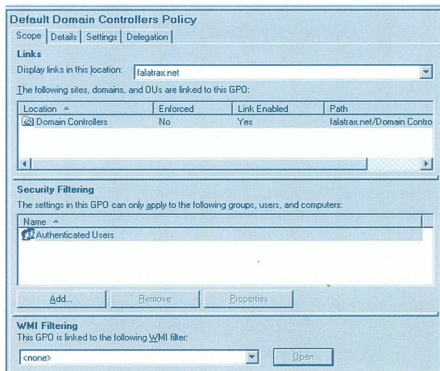 Default Domain Controllers Policy
Scope Details Settings Delegation
Links
Display links in this location: falatrax.net
The following sites, domains, and OUs are linked to this GPO:
Location Enforced Link Enabled Path
Domain Controllers No Yes falatrax.net/Domain Contro
Security Filtering
The settings in this GPO can only apply to the following groups, users, and computers:
Name
Authenticated Users
Add... Remove Properties
WMI Filtering
This GPO is linked to the following WMI filter:
<none> Open